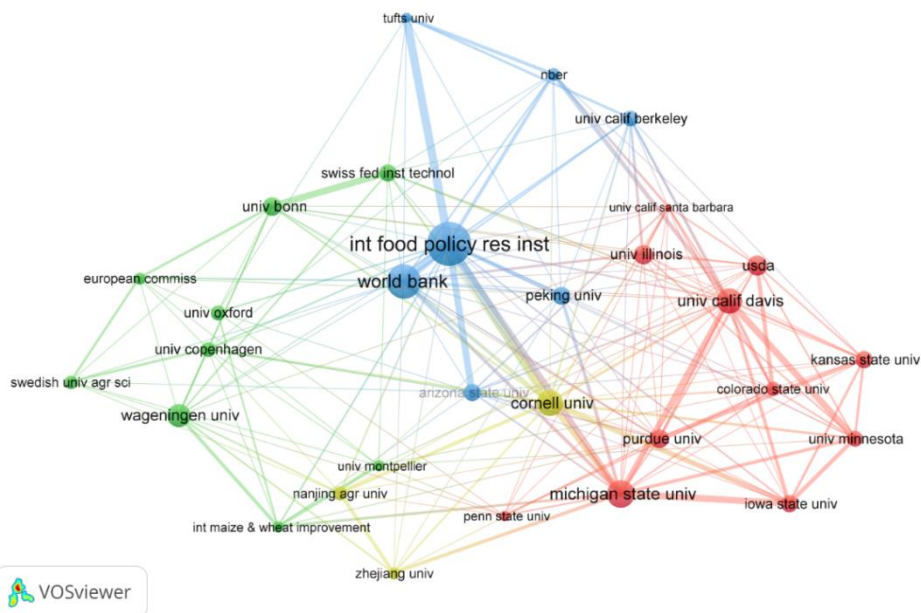 tufts univ
nber
univ calif berkeley
swiss fed inst technol
univ bonn
univ calif santa barbara
int food policy res inst
univ illinois
usda
european commiss
world bank
peking univ
univ calif davis
univ oxford
univ copenhagen
kansas state univ
swedish univ agr sci
arizona state univ
colorado state univ
wageningen univ
cornell univ
purdue univ
univ minnesota
univ montpellier
nanjing agr univ
michigan state univ
iowa state univ
int maize & wheat improvement
penn state univ
zhejiang univ
VOSviewer